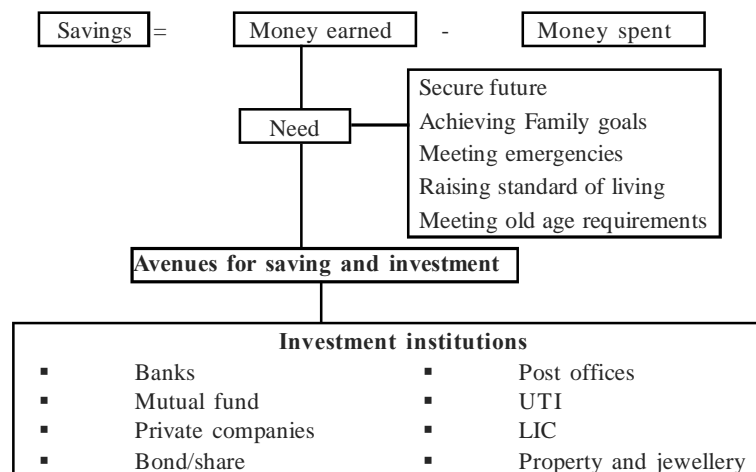 Savings = Money earned - Money spent
Need
Secure future
Achieving Family goals
Meeting emergencies
Raising standard of living
Meeting old age requirements
Avenues for saving and investment
Investment institutions
▪ Banks ▪ Post offices
▪ Mutual fund ▪ UTI
▪ Private companies ▪ LIC
▪ Bond/share ▪ Property and jewellery